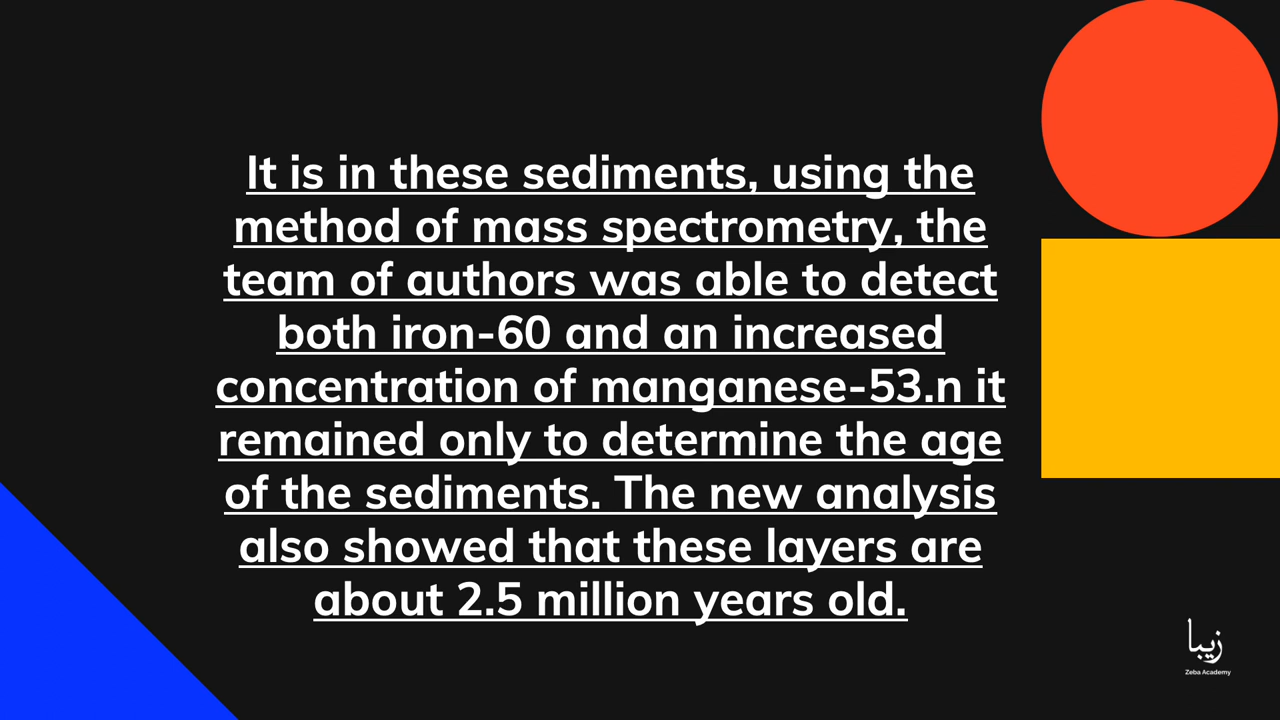 It is in these sediments, using the
method of mass spectrometry, the
team of authors was able to detect
both iron-60 and an increased
concentration of manganese-53.n it
remained only to determine the age
of the sediments. The new analysis
also showed that these layers are
about 2.5 million years old.
زیبا
Zeba Academy